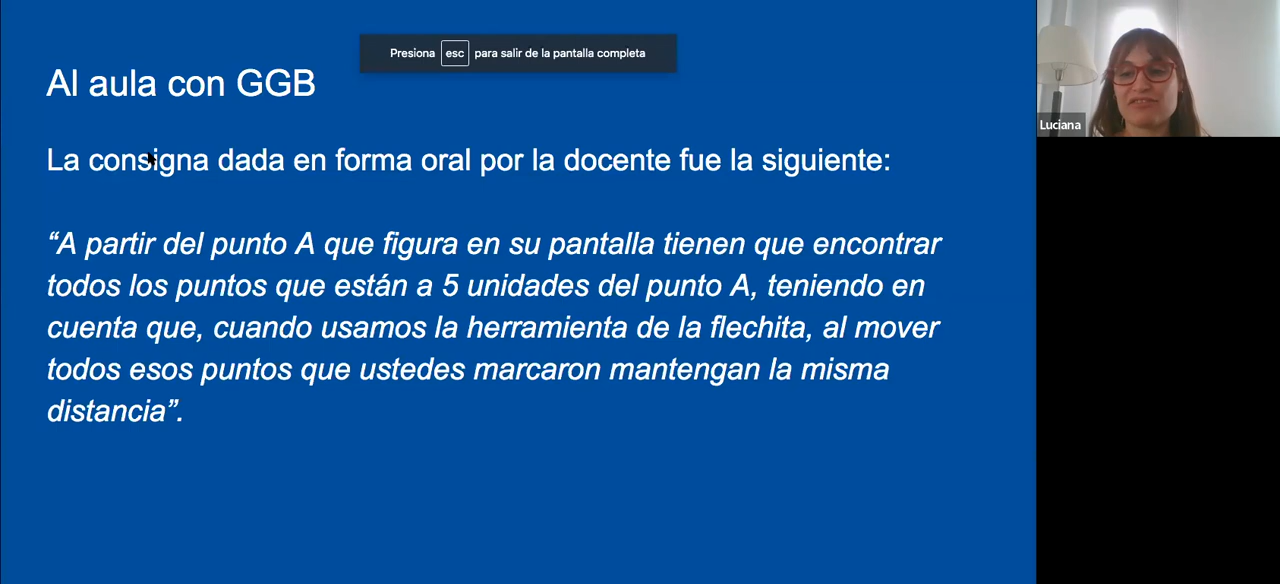 Presiona esc para salir de la pantalla completa
Al aula con GGB
La consigna dada en forma oral por la docente fue la siguiente:
“A partir del punto A que figura en su pantalla tienen que encontrar
todos los puntos que están a 5 unidades del punto A, teniendo en
cuenta que, cuando usamos la herramienta de la flechita, al mover
todos esos puntos que ustedes marcaron mantengan la misma
distancia”.
Luciana